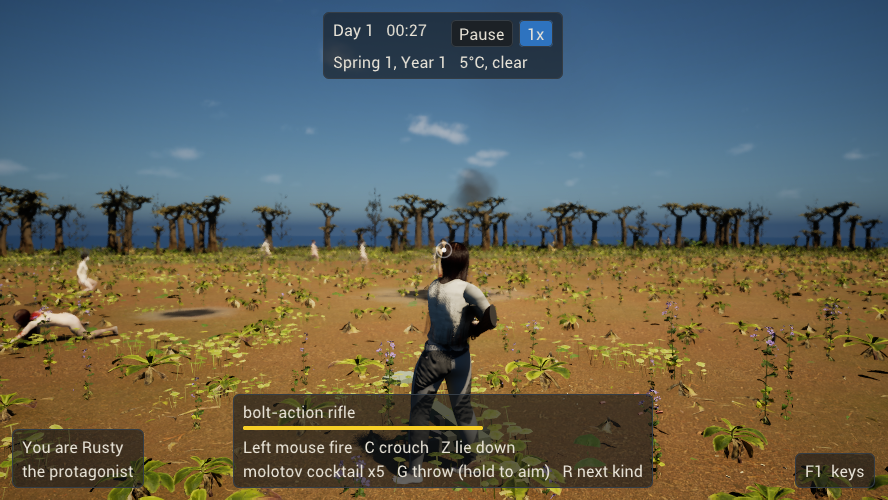 Day 1 00:27 Pause 1x
Spring 1, Year 1 5°C, clear
bolt-action rifle
Left mouse fire C crouch Z lie down
molotov cocktail x5 G throw (hold to aim) R next kind
You are Rusty
the protagonist
F1 keys